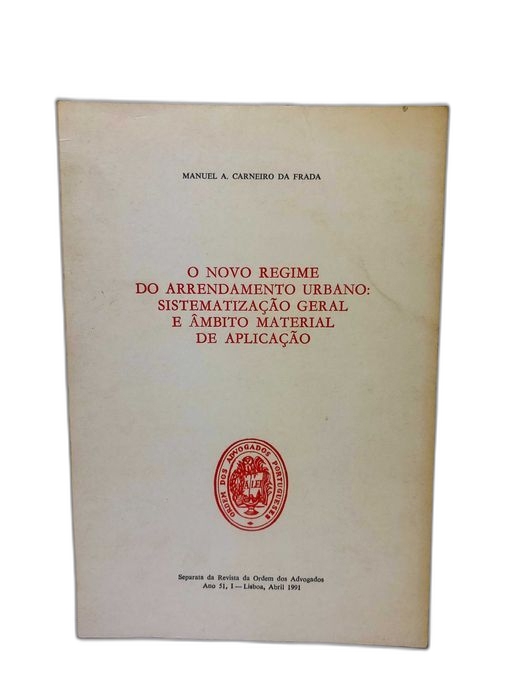 MANUEL A. CARNEIRO DA FRADA
O NOVO REGIME
DO ARRENDAMENTO URBANO:
SISTEMATIZAÇÃO GERAL
E ÂMBITO MATERIAL
DE APLICAÇÃO
ORDEM DOS ADVOGADOS PORTUGUESES
A LEI
Separata da Revista da Ordem dos Advogados
Ano 51, I — Lisboa, Abril 1991